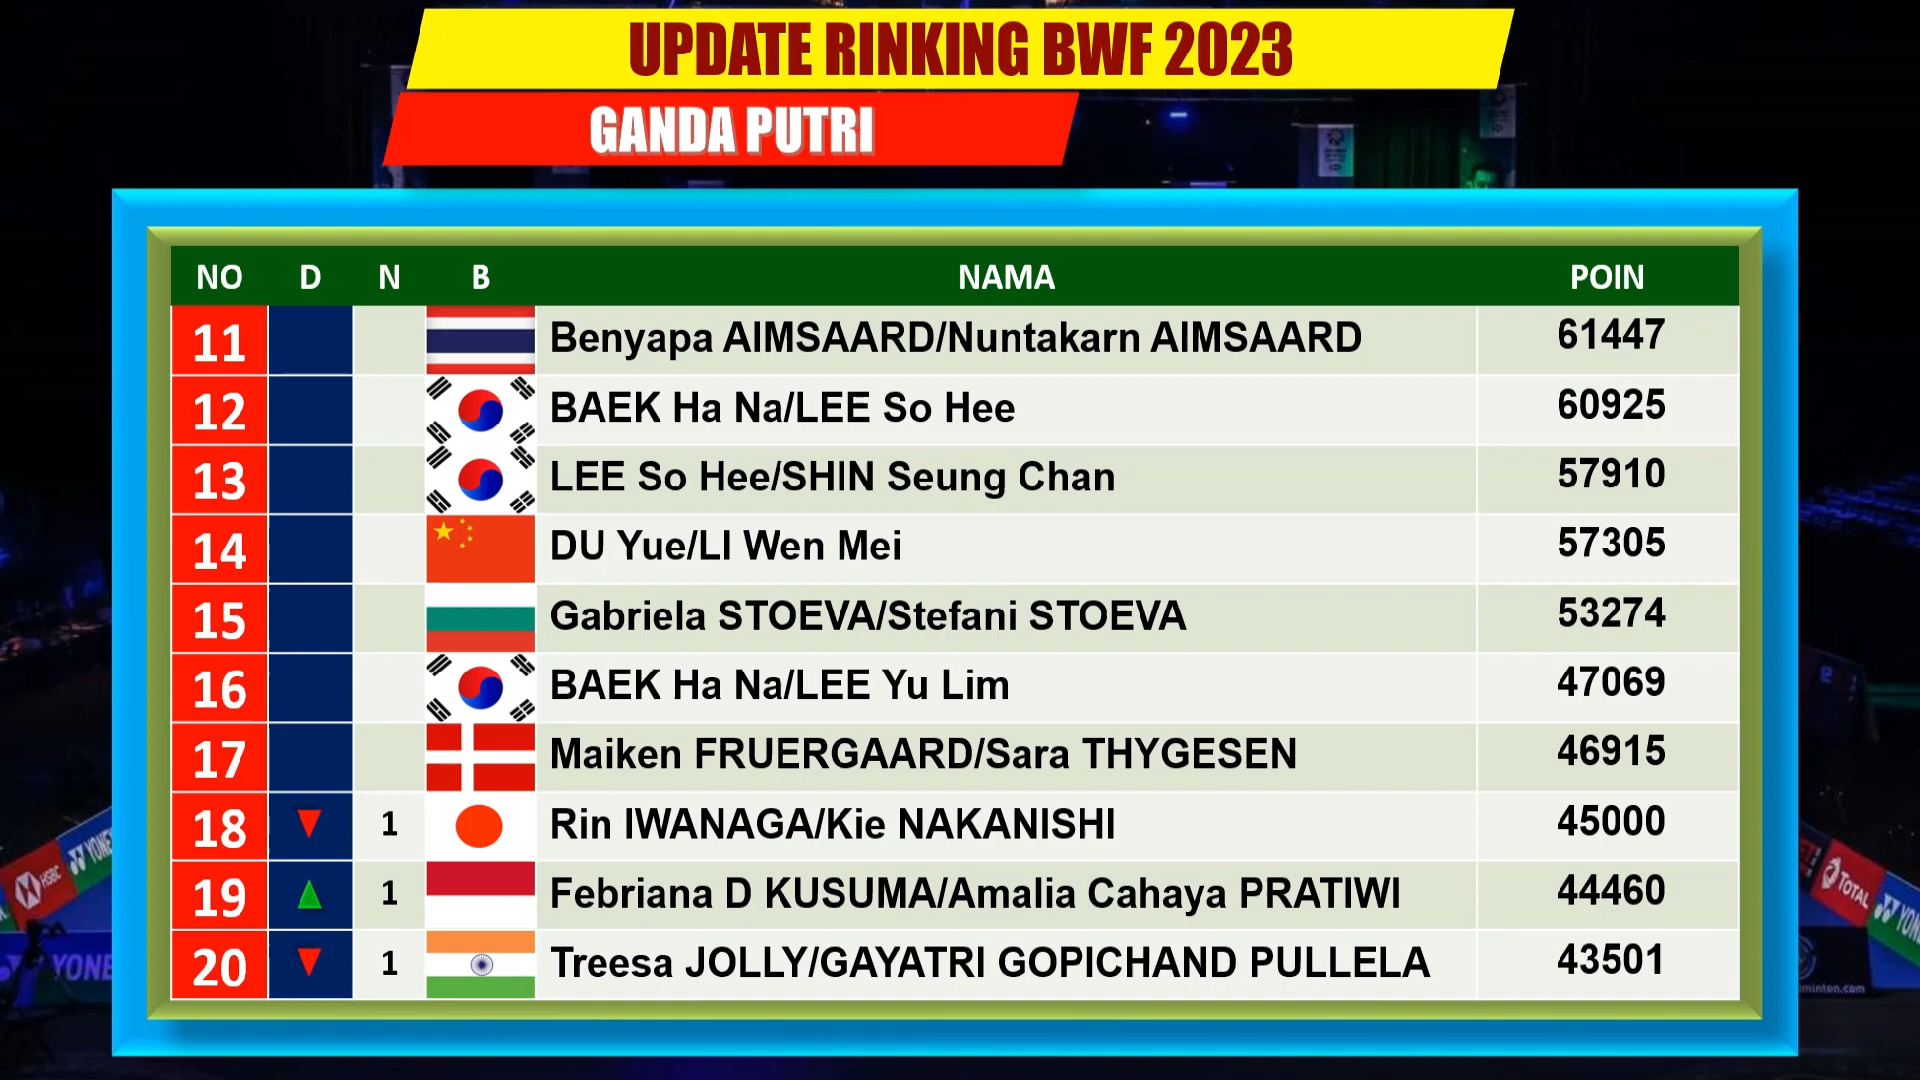 UPDATE RINKING BWF 2023
GANDA PUTRI
NO D N B NAMA POIN
11 Benyapa AIMSAARD/Nuntakarn AIMSAARD 61447
12 BAEK Ha Na/LEE So Hee 60925
13 LEE So Hee/SHIN Seung Chan 57910
14 DU Yue/LI Wen Mei 57305
15 Gabriela STOEVA/Stefani STOEVA 53274
16 BAEK Ha Na/LEE Yu Lim 47069
17 Maiken FRUERGAARD/Sara THYGESEN 46915
18 1 Rin IWANAGA/Kie NAKANISHI 45000
19 1 Febriana D KUSUMA/Amalia Cahaya PRATIWI 44460
20 1 Treesa JOLLY/GAYATRI GOPICHAND PULLELA 43501
HSBC
TOTAL